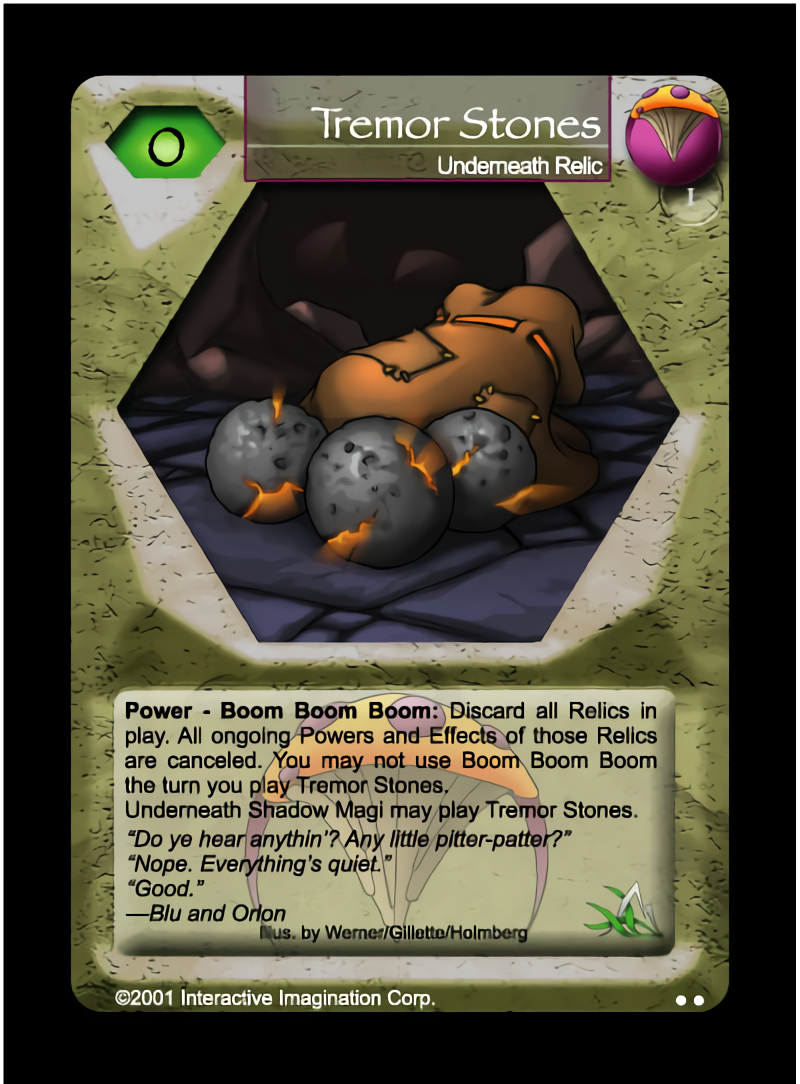 0
Tremor Stones
Underneath Relic
1
Power - Boom Boom Boom: Discard all Relics in
play. All ongoing Powers and Effects of those Relics
are canceled. You may not use Boom Boom Boom
the turn you play Tremor Stones.
Underneath Shadow Magi may play Tremor Stones.
"Do ye hear anythin'? Any little pitter-patter?"
"Nope. Everything's quiet."
"Good."
—Blu and Orlon
Illus. by Werner/Gillette/Holmberg
©2001 Interactive Imagination Corp.